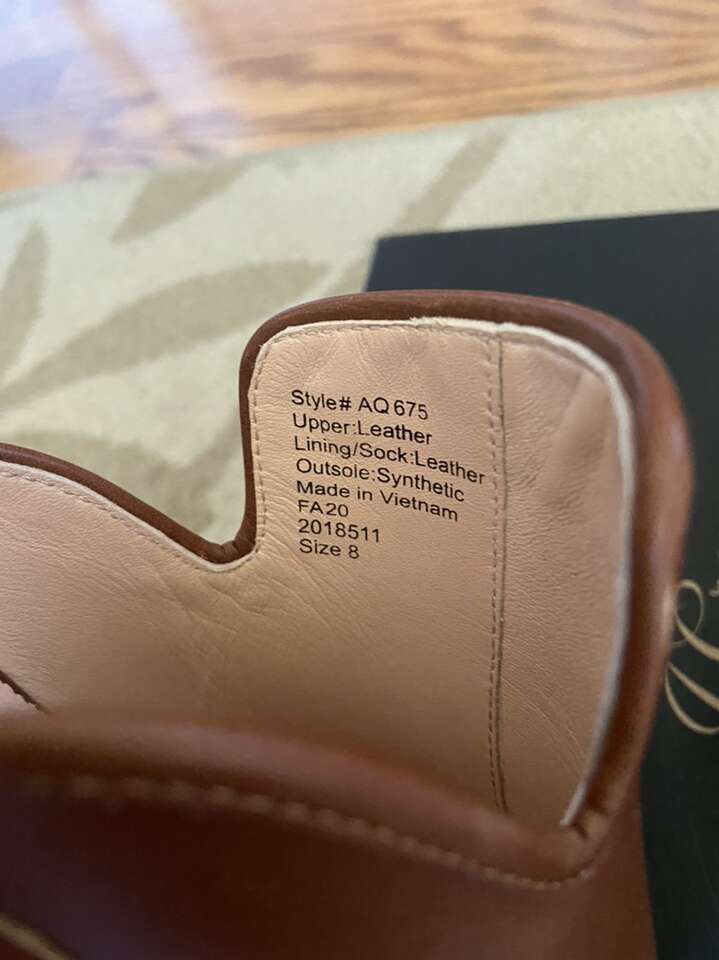 Style# AQ 675
Upper:Leather
Lining/Sock:Leather
Outsole:Synthetic
Made in Vietnam
FA20
2018511
Size 8